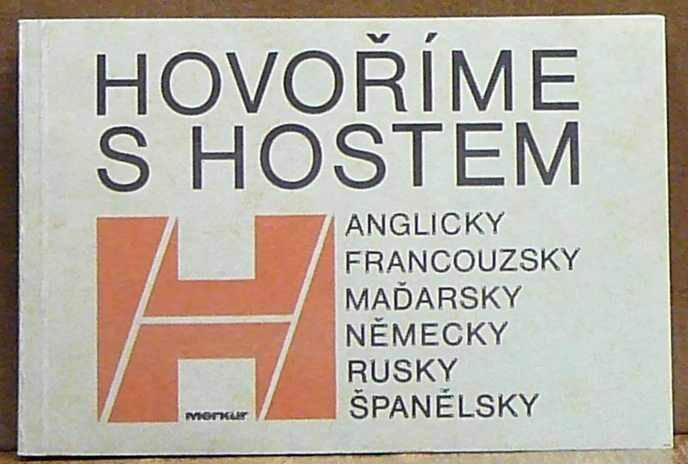 HOVOŘÍME
S HOSTEM
ANGLICKY
FRANCOUZSKY
MAĎARSKY
NĚMECKY
RUSKY
ŠPANĚLSKY
merkur